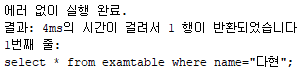 에러 없이 실행 완료.
결과: 4ms의 시간이 걸려서 1 행이 반환되었습니다
1번째 줄:
select * from examtable where name="다현";